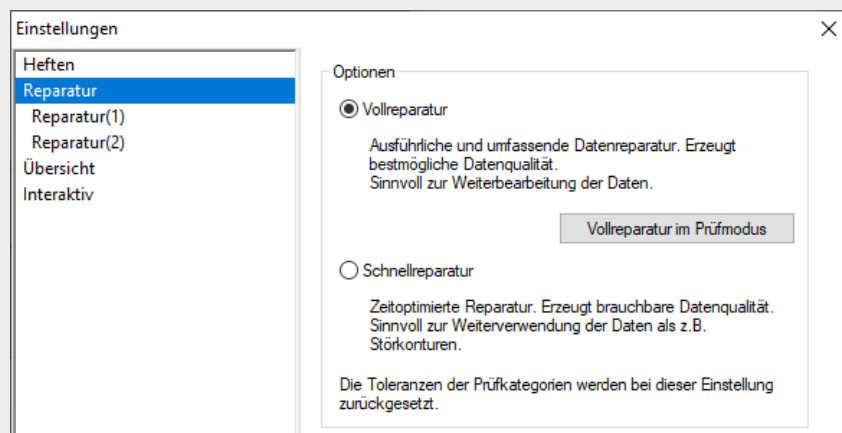 Einstellungen
Heften
Reparatur
Reparatur(1)
Reparatur(2)
Übersicht
Interaktiv
Optionen
Vollreparatur
Ausführliche und umfassende Datenreparatur. Erzeugt
bestmögliche Datenqualität.
Sinnvoll zur Weiterbearbeitung der Daten.
Vollreparatur im Prüfmodus
Schnellreparatur
Zeitoptimierte Reparatur. Erzeugt brauchbare Datenqualität.
Sinnvoll zur Weiterverwendung der Daten als z.B.
Störkonturen.
Die Toleranzen der Prüfkategorien werden bei dieser Einstellung
zurückgesetzt.